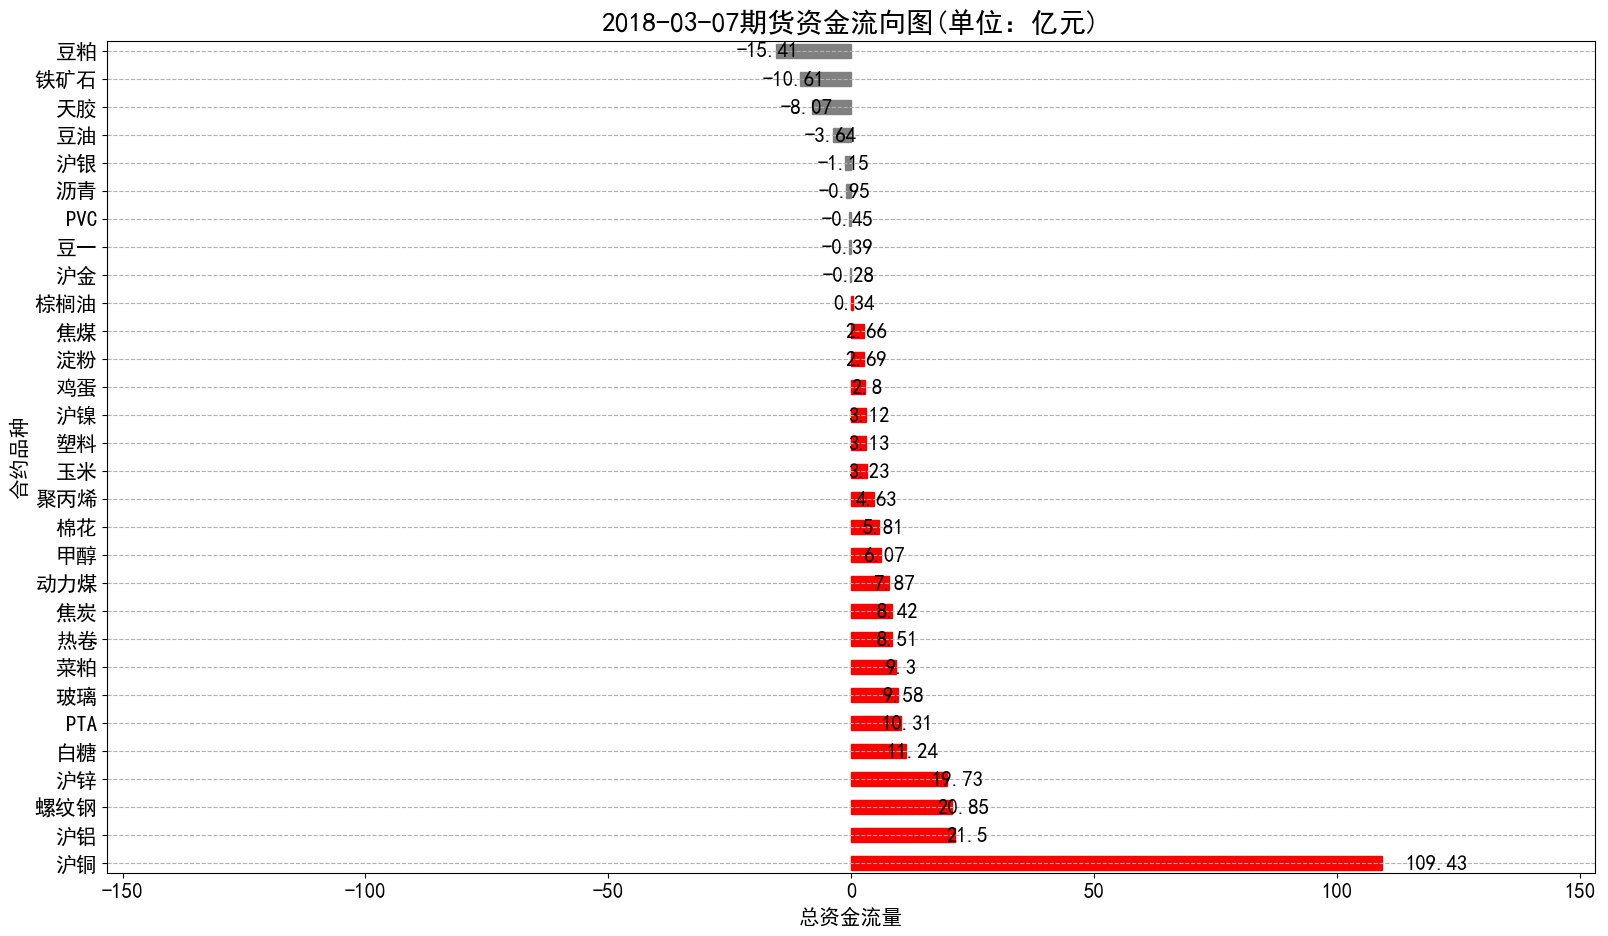 2018-03-07期货资金流向图(单位：亿元)
合约品种
豆粕 -15.41
铁矿石 -10.61
天胶 -8.07
豆油 -3.64
沪银 -1.15
沥青 -0.95
PVC -0.45
豆一 -0.39
沪金 -0.28
棕榈油 0.34
焦煤 2.66
淀粉 2.69
鸡蛋 2.8
沪镍 3.12
塑料 3.13
玉米 3.23
聚丙烯 4.63
棉花 5.81
甲醇 6.07
动力煤 7.87
焦炭 8.42
热卷 8.51
菜粕 9.3
玻璃 9.58
PTA 10.31
白糖 11.24
沪锌 19.73
螺纹钢 20.85
沪铝 21.5
沪铜 109.43
-150 -100 -50 0 50 100 150
总资金流量